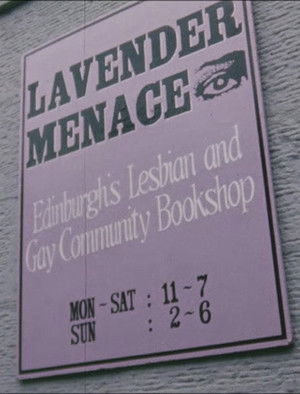 LAVENDER
MENACE
Edinburgh's Lesbian and
Gay Community Bookshop
MON ~ SAT : 11 ~ 7
SUN : 2 ~ 6